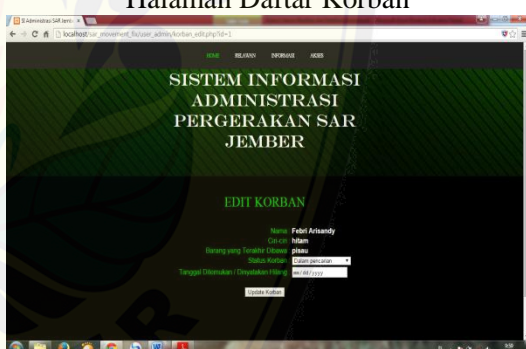 Halaman Daftar Korban
localhost/sar_movement_fix/user_admin/korban_edit.php?id=1
HOME RELAWAN INFORMASI AKSES
SISTEM INFORMASI
ADMINISTRASI
PERGERAKAN SAR
JEMBER
EDIT KORBAN
Nama Febri Arisandy
Ciri-ciri hitam
Barang yang Terakhir Dibawa pisau
Status Korban Dalam pencarian
Tanggal Ditemukan / Dinyatakan Hilang mm/dd/yyyy
Update Korban